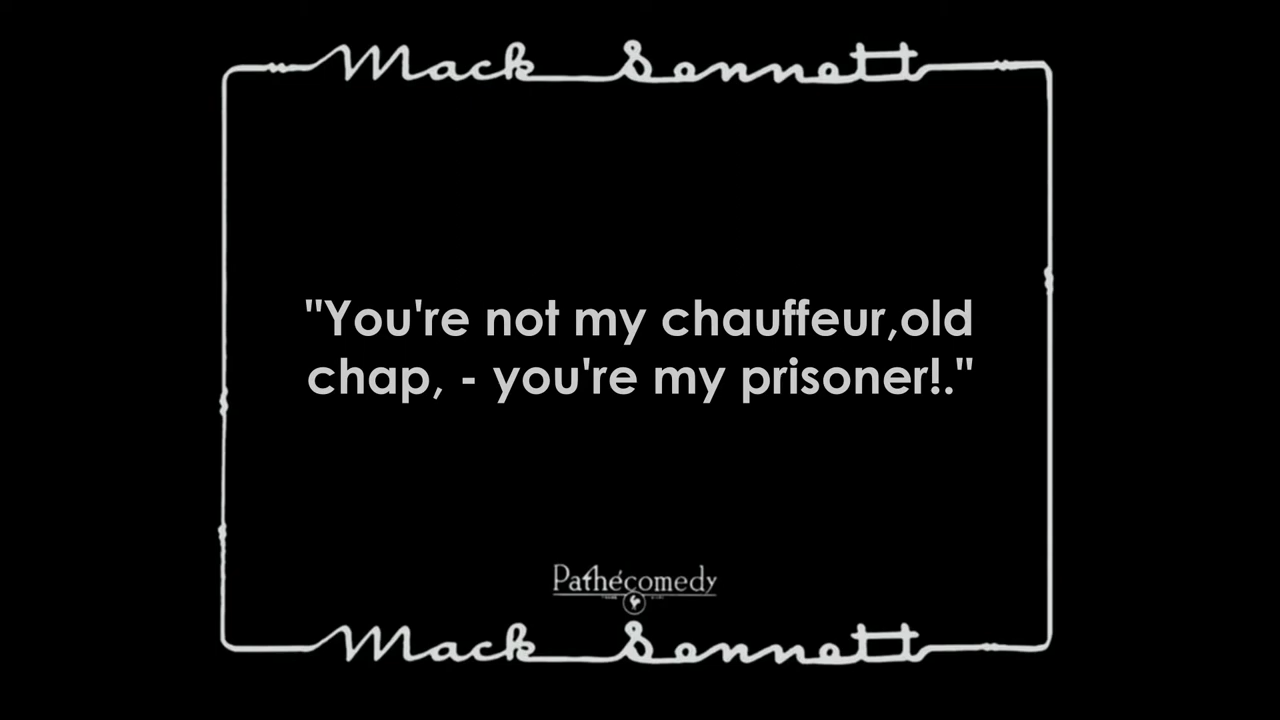 Mack Sennett
"You're not my chauffeur,old
chap, - you're my prisoner!."
Pathécomedy
Mack Sennett